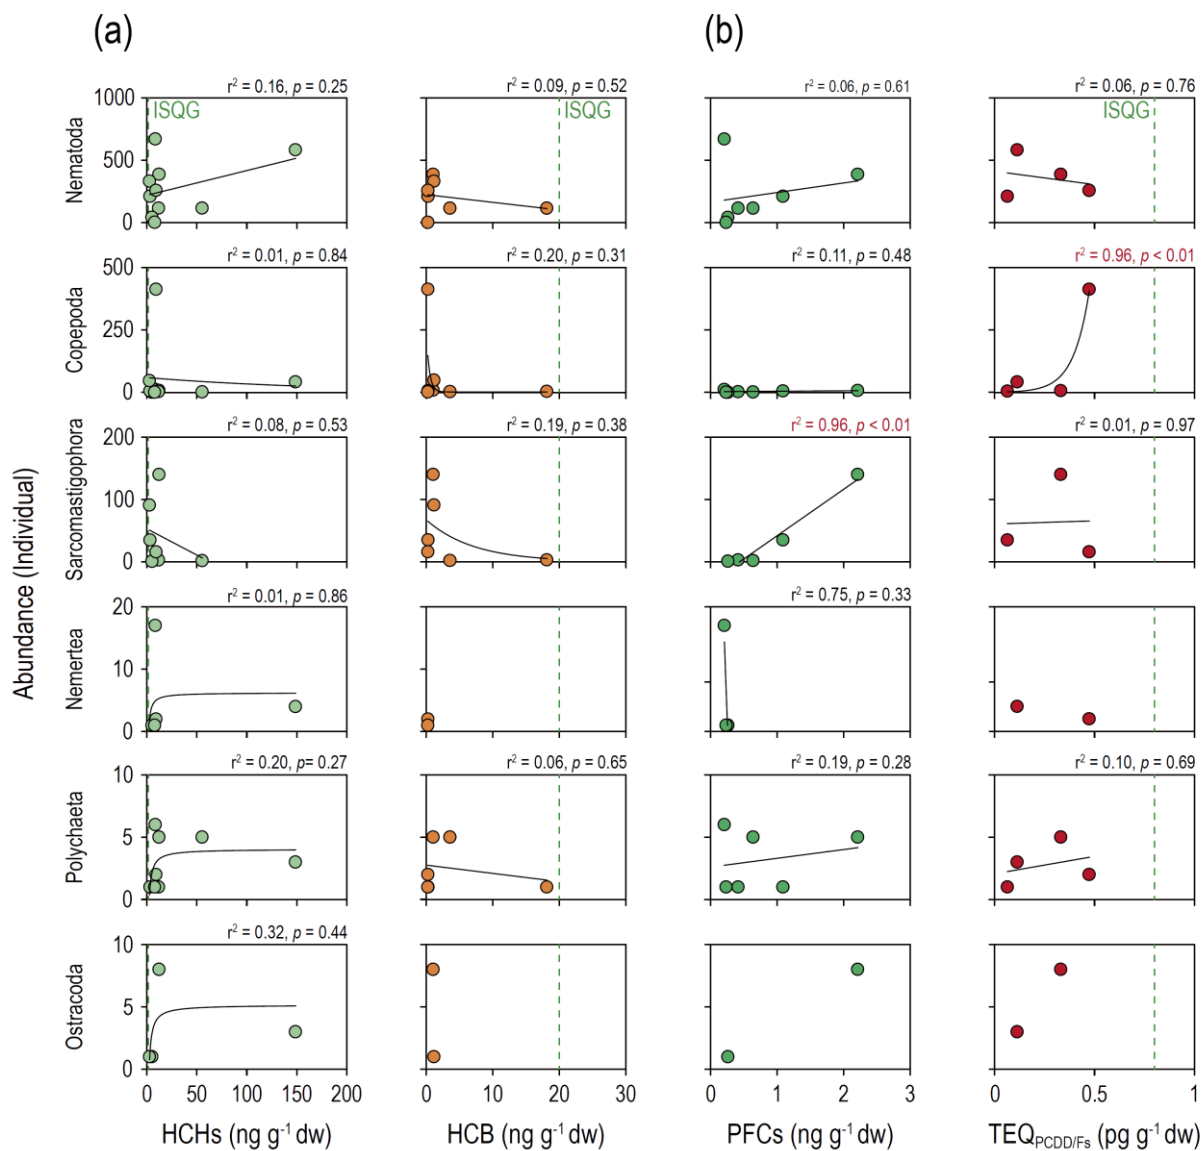 (a)
(b)
r² = 0.16, p = 0.25
r² = 0.09, p = 0.52
r² = 0.06, p = 0.61
r² = 0.06, p = 0.76
1000
500
0
Nematoda
ISQG
ISQG
ISQG
r² = 0.01, p = 0.84
r² = 0.20, p = 0.31
r² = 0.11, p = 0.48
r² = 0.96, p < 0.01
500
250
0
Copepoda
r² = 0.08, p = 0.53
r² = 0.19, p = 0.38
r² = 0.96, p < 0.01
r² = 0.01, p = 0.97
200
100
0
Sarcomastigophora
Abundance (Individual)
r² = 0.01, p = 0.86
r² = 0.75, p = 0.33
20
10
0
Nemertea
r² = 0.20, p = 0.27
r² = 0.06, p = 0.65
r² = 0.19, p = 0.28
r² = 0.10, p = 0.69
10
5
0
Polychaeta
r² = 0.32, p = 0.44
10
5
0
Ostracoda
0 50 100 150 200
0 10 20 30
0 1 2 3
0 0.5 1
HCHs (ng g⁻¹ dw)
HCB (ng g⁻¹ dw)
PFCs (ng g⁻¹ dw)
TEQPCDD/Fs (pg g⁻¹ dw)